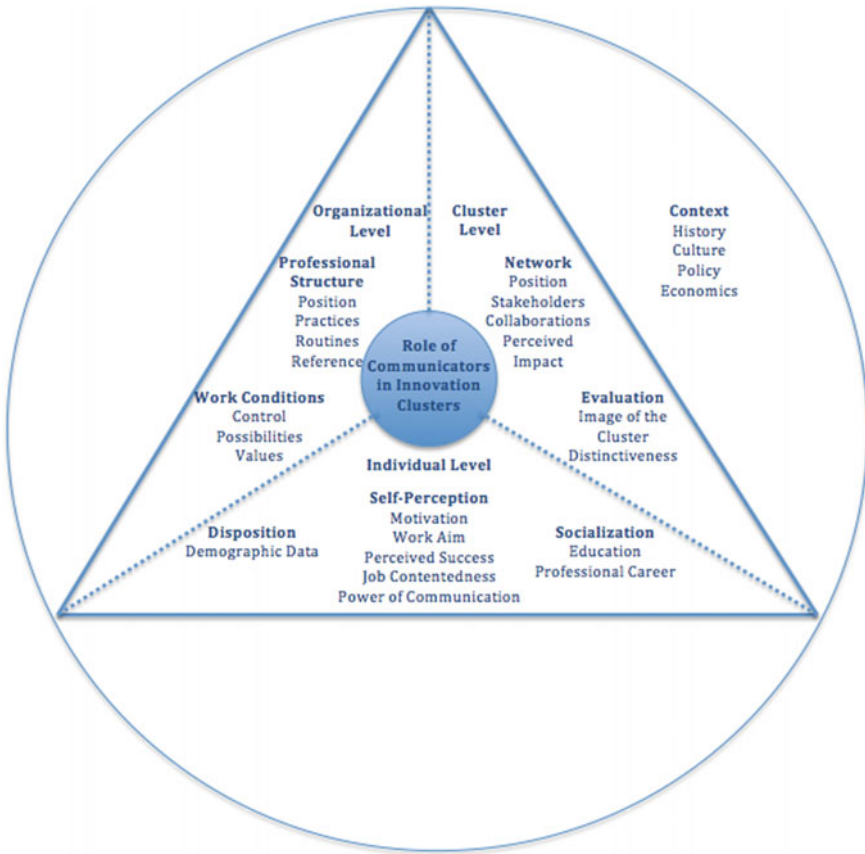 Organizational
Level
Professional
Structure
Position
Practices
Routines
Reference
Work Conditions
Control
Possibilities
Values
Cluster
Level
Network
Position
Stakeholders
Collaborations
Perceived
Impact
Evaluation
Image of the
Cluster
Distinctiveness
Context
History
Culture
Policy
Economics
Role of
Communicators
in Innovation
Clusters
Individual Level
Disposition
Demographic Data
Self-Perception
Motivation
Work Aim
Perceived Success
Job Contentedness
Power of Communication
Socialization
Education
Professional Career